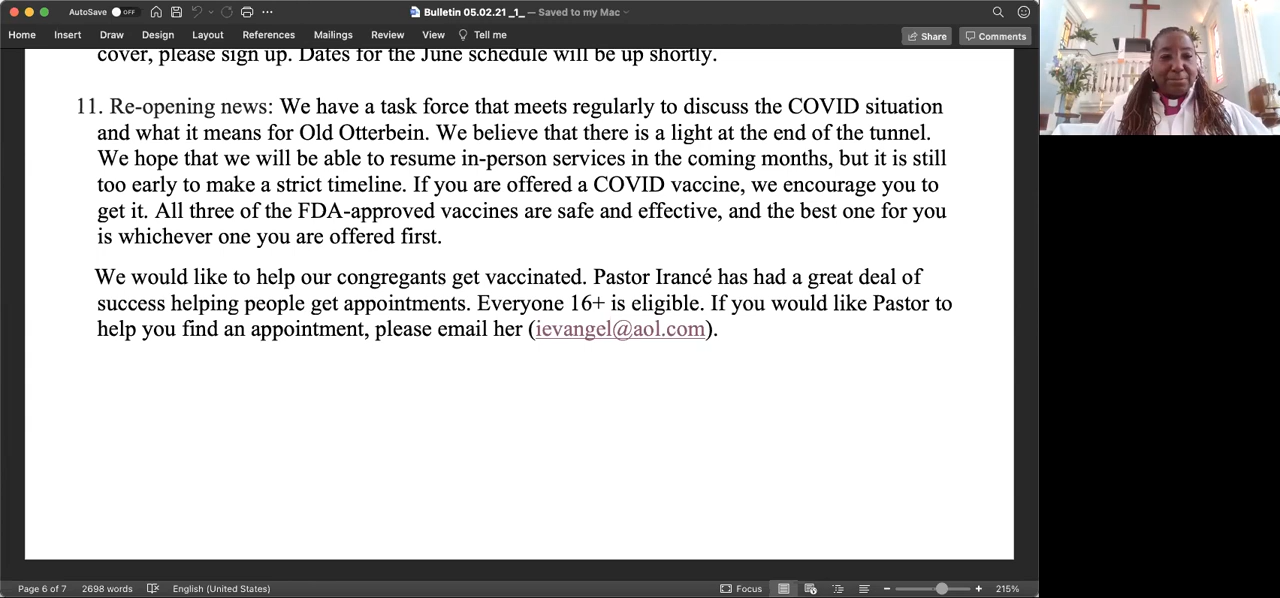 AutoSave OFF
Bulletin 05.02.21 _1_ — Saved to my Mac
Home Insert Draw Design Layout References Mailings Review View Tell me Share Comments
cover, please sign up. Dates for the June schedule will be up shortly.
11. Re-opening news: We have a task force that meets regularly to discuss the COVID situation
and what it means for Old Otterbein. We believe that there is a light at the end of the tunnel.
We hope that we will be able to resume in-person services in the coming months, but it is still
too early to make a strict timeline. If you are offered a COVID vaccine, we encourage you to
get it. All three of the FDA-approved vaccines are safe and effective, and the best one for you
is whichever one you are offered first.
We would like to help our congregants get vaccinated. Pastor Irancé has had a great deal of
success helping people get appointments. Everyone 16+ is eligible. If you would like Pastor to
help you find an appointment, please email her (ievangel@aol.com).
Page 6 of 7 2698 words English (United States) Focus 215%